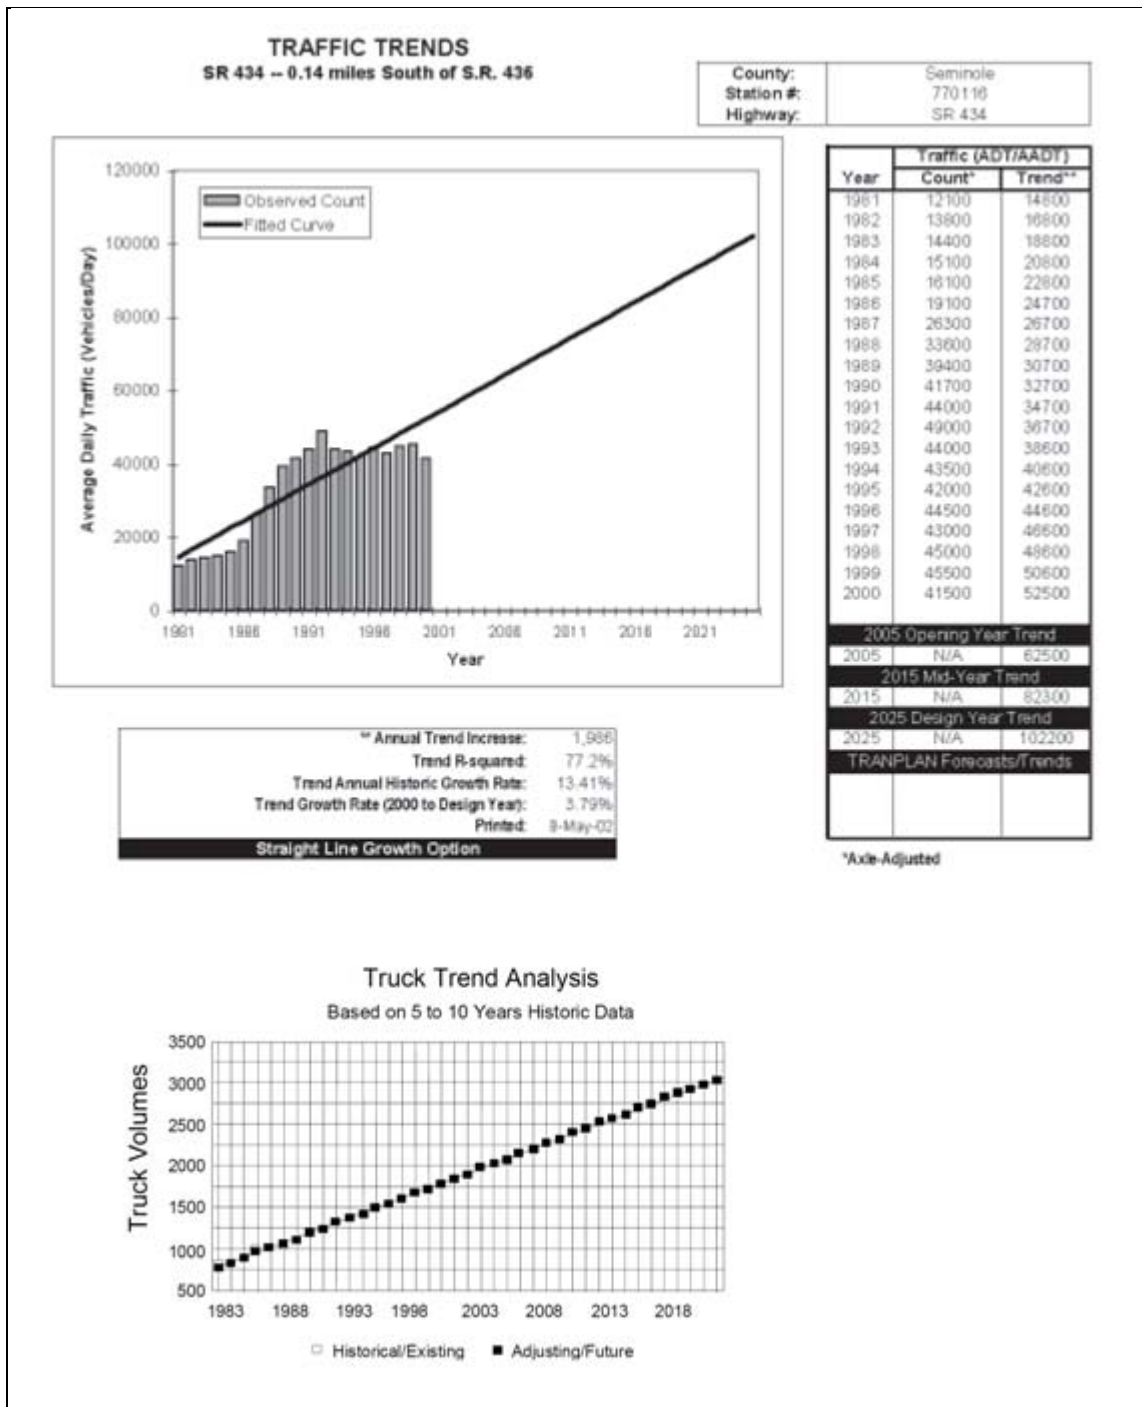 TRAFFIC TRENDS
SR 434 -- 0.14 miles South of S.R. 436
County: Seminole
Station #: 770116
Highway: SR 434
120000
100000
80000
60000
40000
20000
0
Average Daily Traffic (Vehicles/Day)
Observed Count
Fitted Curve
1981 1986 1991 1996 2001 2006 2011 2016 2021
Year
Traffic (ADT/AADT)
Year Count* Trend**
1981 12100 14800
1982 13800 16800
1983 14400 18800
1984 15100 20800
1985 16100 22800
1986 19100 24700
1987 26300 26700
1988 33600 28700
1989 39400 30700
1990 41700 32700
1991 44000 34700
1992 49000 36700
1993 44000 38600
1994 43500 40600
1995 42000 42600
1996 44500 44600
1997 43000 46600
1998 45000 48600
1999 45500 50600
2000 41500 52500
2005 Opening Year Trend
2005 N/A 62500
2015 Mid-Year Trend
2015 N/A 82300
2025 Design Year Trend
2025 N/A 102200
TRANPLAN Forecasts/Trends
*Axle-Adjusted
** Annual Trend Increase: 1,986
Trend R-squared: 77.2%
Trend Annual Historic Growth Rate: 13.41%
Trend Growth Rate (2000 to Design Year): 3.79%
Printed: 8-May-02
Straight Line Growth Option
Truck Trend Analysis
Based on 5 to 10 Years Historic Data
3500
3000
2500
2000
1500
1000
500
Truck Volumes
1983 1988 1993 1998 2003 2008 2013 2018
Historical/Existing Adjusting/Future